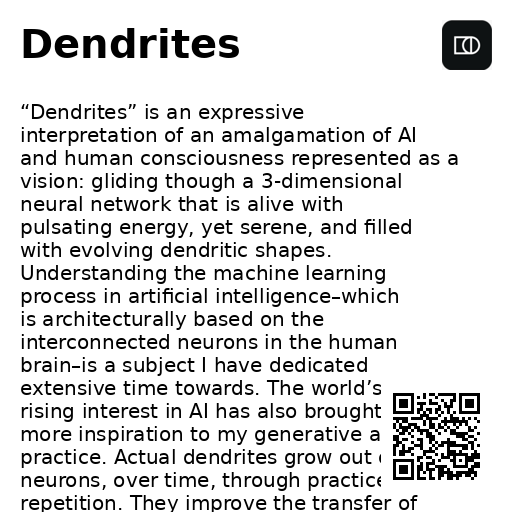 Dendrites
“Dendrites” is an expressive
interpretation of an amalgamation of AI
and human consciousness represented as a
vision: gliding though a 3-dimensional
neural network that is alive with
pulsating energy, yet serene, and filled
with evolving dendritic shapes.
Understanding the machine learning
process in artificial intelligence–which
is architecturally based on the
interconnected neurons in the human
brain–is a subject I have dedicated
extensive time towards. The world’s
rising interest in AI has also brought
more inspiration to my generative
practice. Actual dendrites grow out
neurons, over time, through practice
repetition. They improve the transfer of